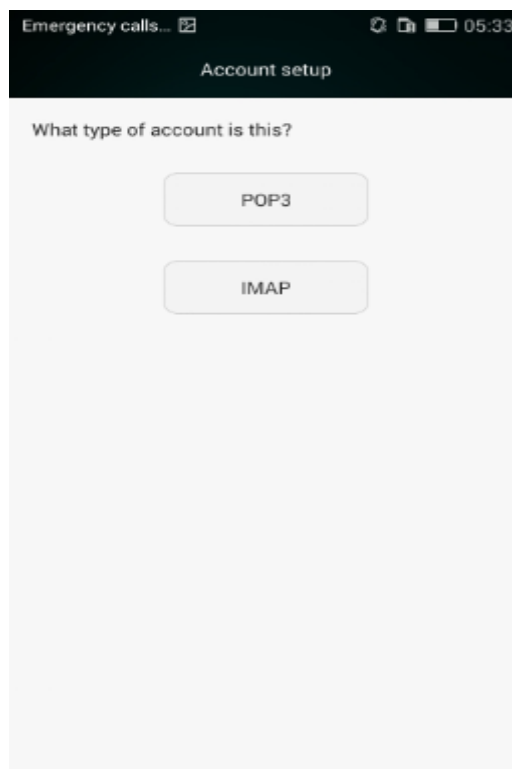 Emergency calls... 05:33
Account setup
What type of account is this?
POP3
IMAP